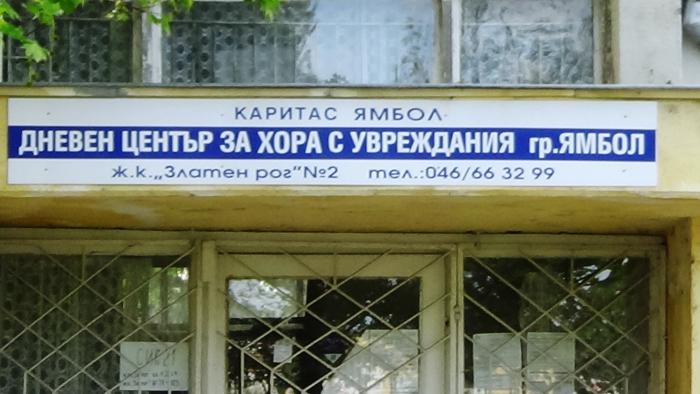 КАРИТАС ЯМБОЛ
ДНЕВЕН ЦЕНТЪР ЗА ХОРА С УВРЕЖДАНИЯ гр.ЯМБОЛ
ж.к.„Златен рог"№2 тел.:046/66 32 99